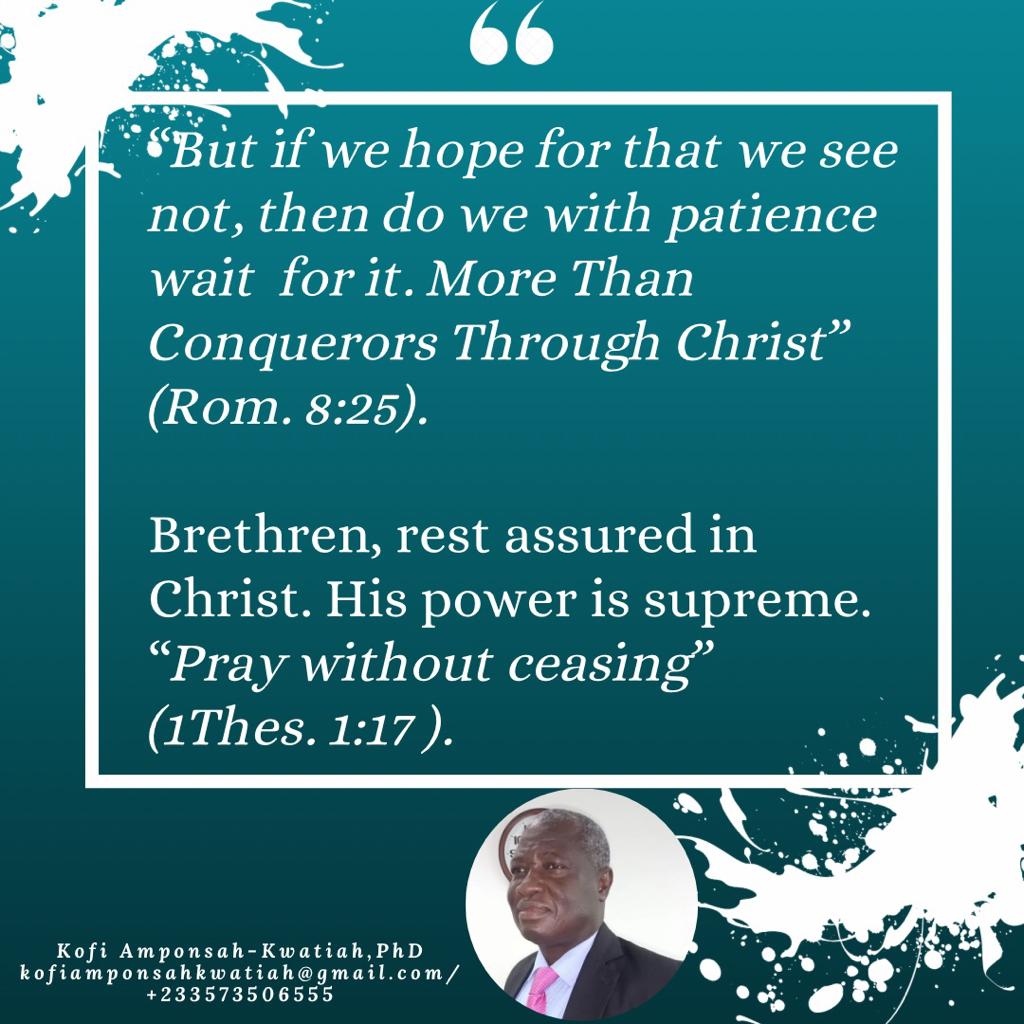 “But if we hope for that we see
not, then do we with patience
wait for it. More Than
Conquerors Through Christ”
(Rom. 8:25).
Brethren, rest assured in
Christ. His power is supreme.
“Pray without ceasing”
(1Thes. 1:17 ).
Kofi Amponsah-Kwatiah,PhD
kofiamponsahkwatiah@gmail.com/
+233573506555